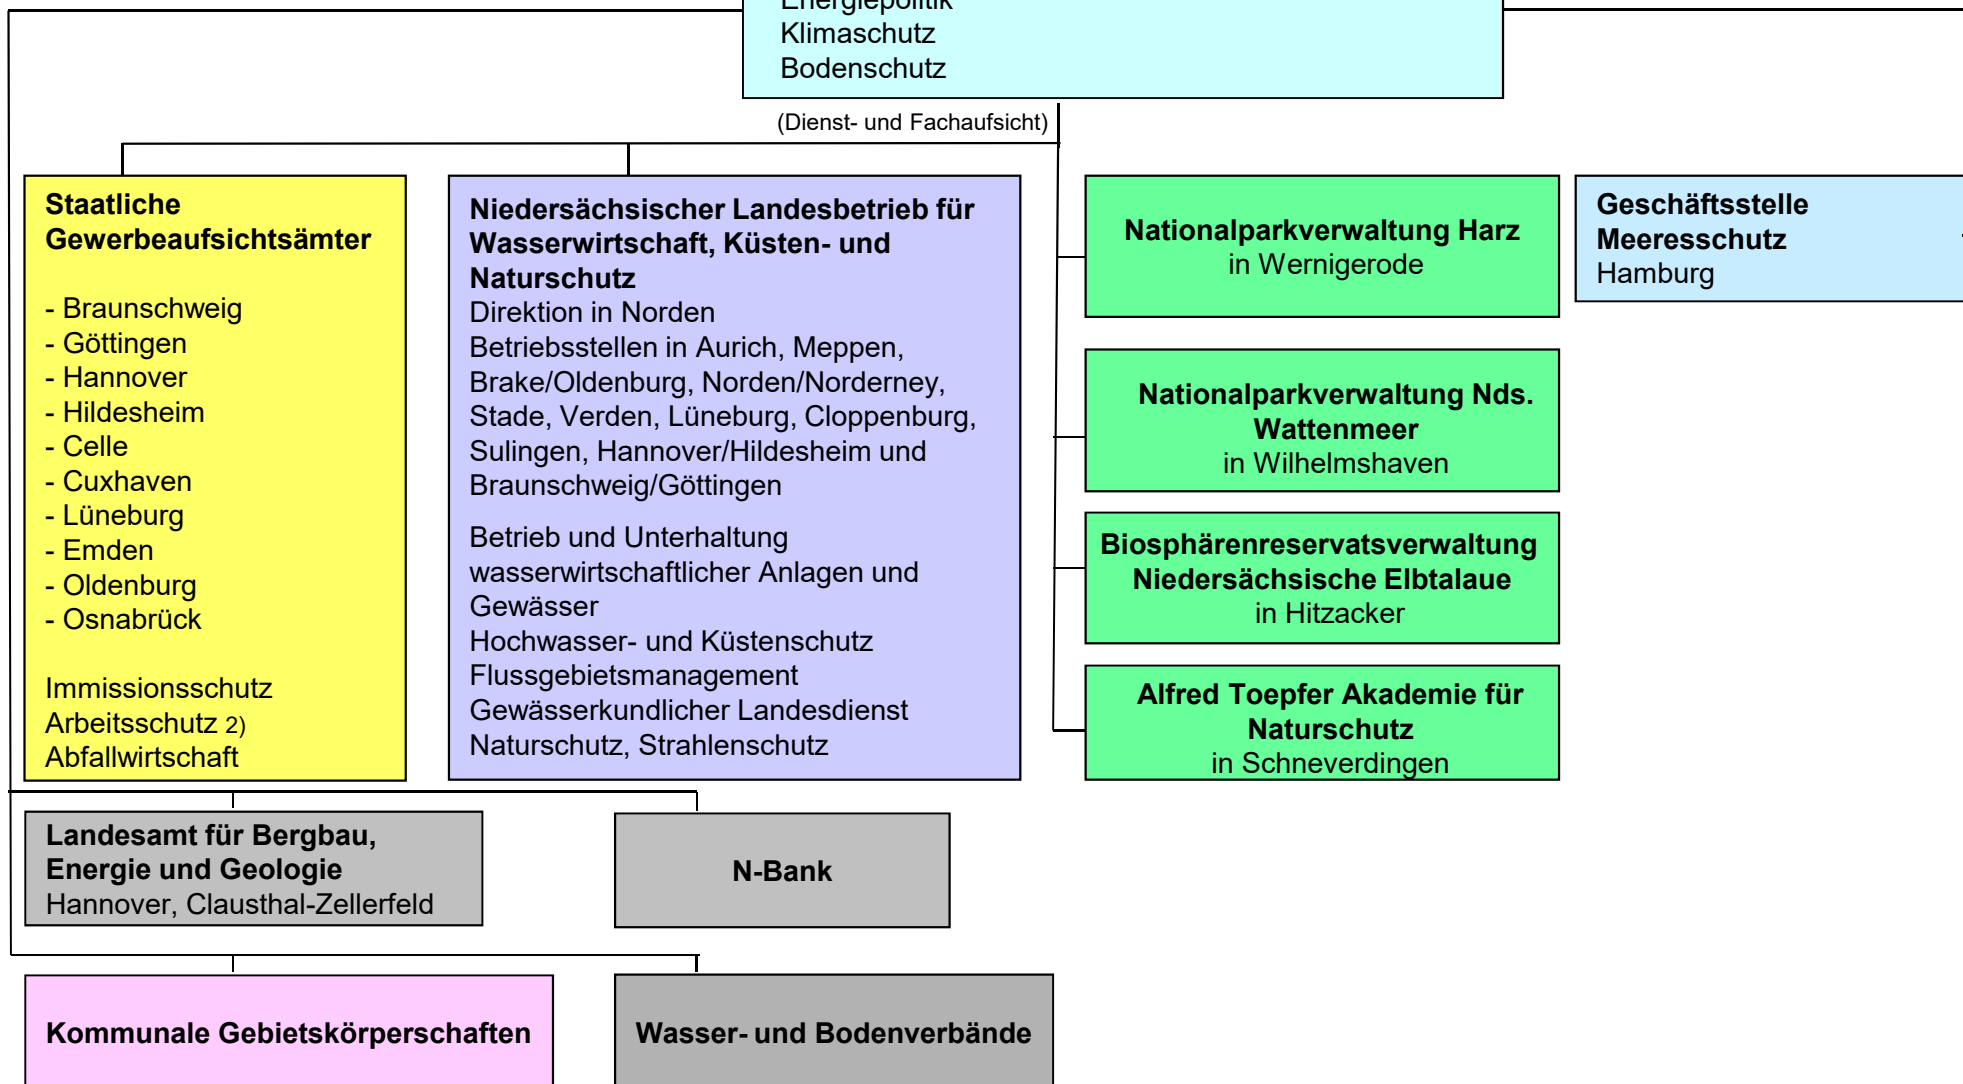 Energiepolitik
Klimaschutz
Bodenschutz
(Dienst- und Fachaufsicht)
Staatliche
Gewerbeaufsichtsämter
- Braunschweig
- Göttingen
- Hannover
- Hildesheim
- Celle
- Cuxhaven
- Lüneburg
- Emden
- Oldenburg
- Osnabrück
Immissionsschutz
Arbeitsschutz 2)
Abfallwirtschaft
Niedersächsischer Landesbetrieb für
Wasserwirtschaft, Küsten- und
Naturschutz
Direktion in Norden
Betriebsstellen in Aurich, Meppen,
Brake/Oldenburg, Norden/Norderney,
Stade, Verden, Lüneburg, Cloppenburg,
Sulingen, Hannover/Hildesheim und
Braunschweig/Göttingen
Betrieb und Unterhaltung
wasserwirtschaftlicher Anlagen und
Gewässer
Hochwasser- und Küstenschutz
Flussgebietsmanagement
Gewässerkundlicher Landesdienst
Naturschutz, Strahlenschutz
Nationalparkverwaltung Harz
in Wernigerode
Nationalparkverwaltung Nds.
Wattenmeer
in Wilhelmshaven
Biosphärenreservatsverwaltung
Niedersächsische Elbtalaue
in Hitzacker
Alfred Toepfer Akademie für
Naturschutz
in Schneverdingen
Geschäftsstelle
Meeresschutz
Hamburg
Landesamt für Bergbau,
Energie und Geologie
Hannover, Clausthal-Zellerfeld
N-Bank
Kommunale Gebietskörperschaften
Wasser- und Bodenverbände